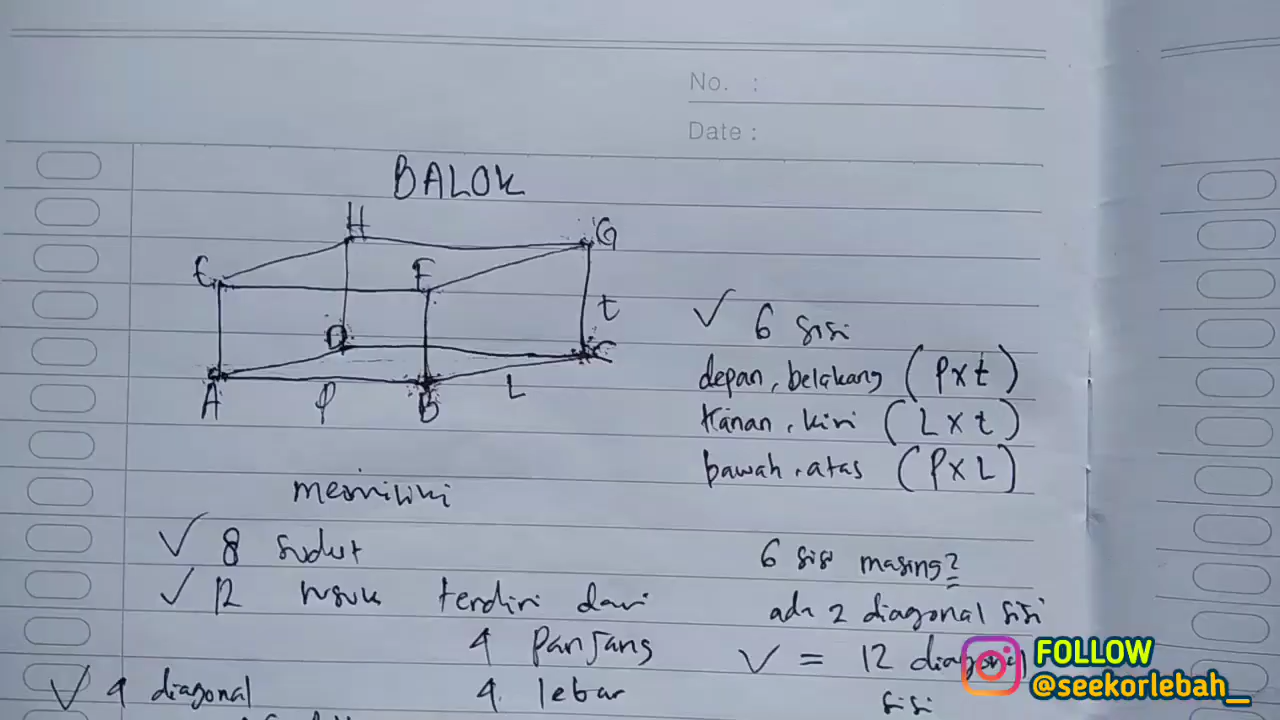 No. :
Date :
BALOK
H
G
E
F
t
D
C
A
P
B
L
✓ 6 sisi
depan, belakang (P x t)
kanan, kiri (L x t)
bawah, atas (P x L)
memiliki
✓ 8 sudut
✓ 12 rusuk terdiri dari
4 panjang
✓ 4 diagonal
4 lebar
6 sisi masing2
ada 2 diagonal sisi
V = 12 diagonal
sisi
FOLLOW
@seekorlebah_